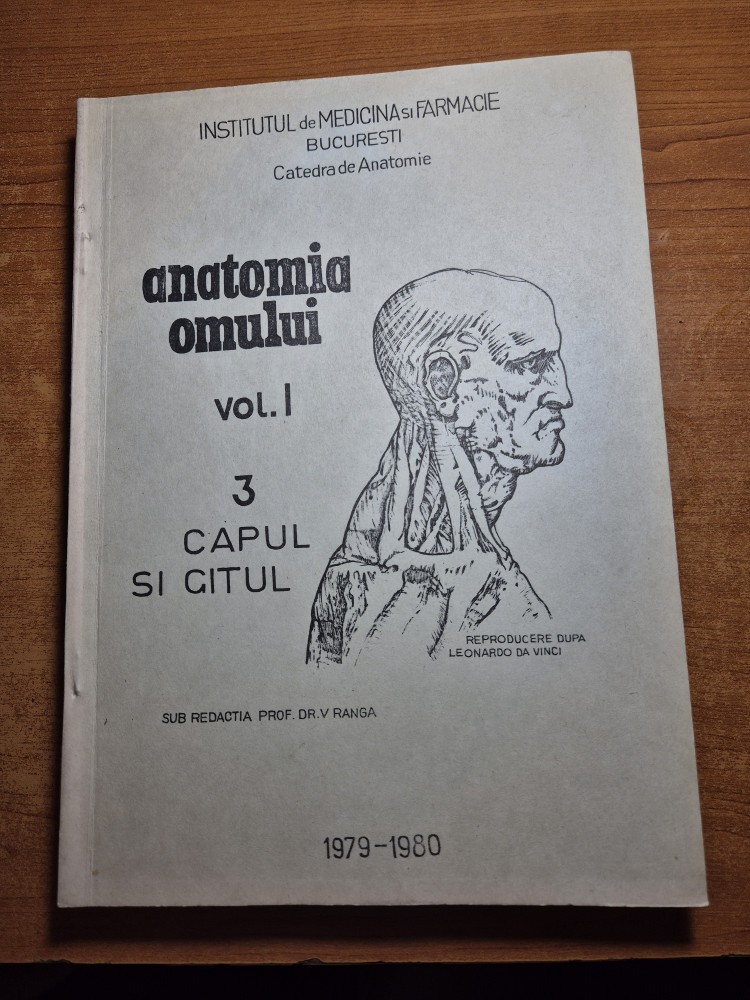 INSTITUTUL de MEDICINA SI FARMACIE
BUCURESTI
Catedra de Anatomie
anatomia
omului
vol. I
3
CAPUL
SI GITUL
REPRODUCERE DUPA
LEONARDO DA VINCI
SUB REDACTIA PROF. DR. V RANGA
1979-1980